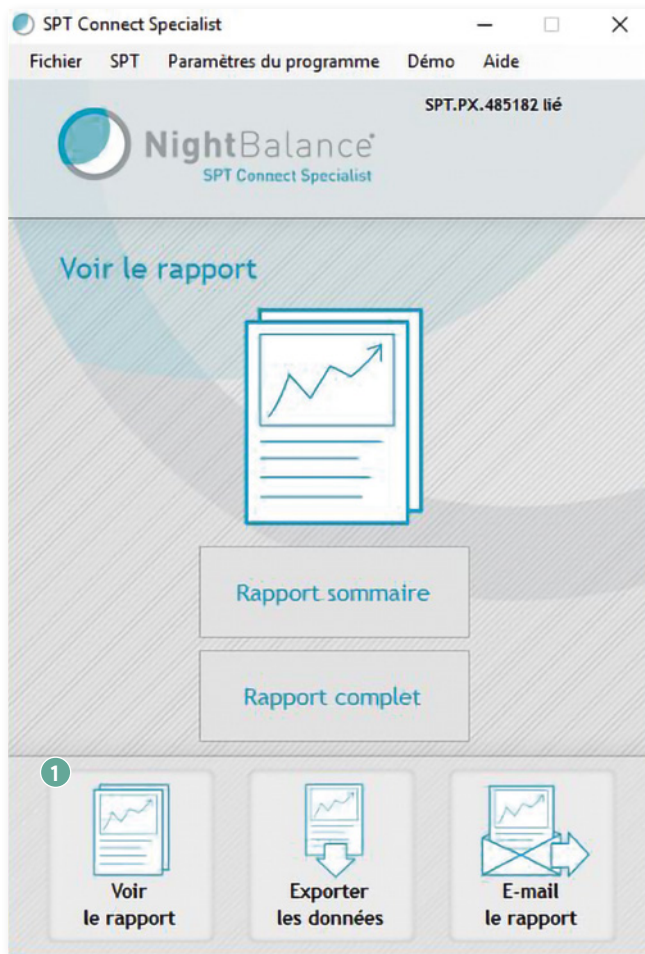 SPT Connect Specialist
Fichier SPT Paramètres du programme Démo Aide
SPT.PX.485182 lié
NightBalance
SPT Connect Specialist
Voir le rapport
Rapport sommaire
Rapport complet
1
Voir
le rapport
Exporter
les données
E-mail
le rapport